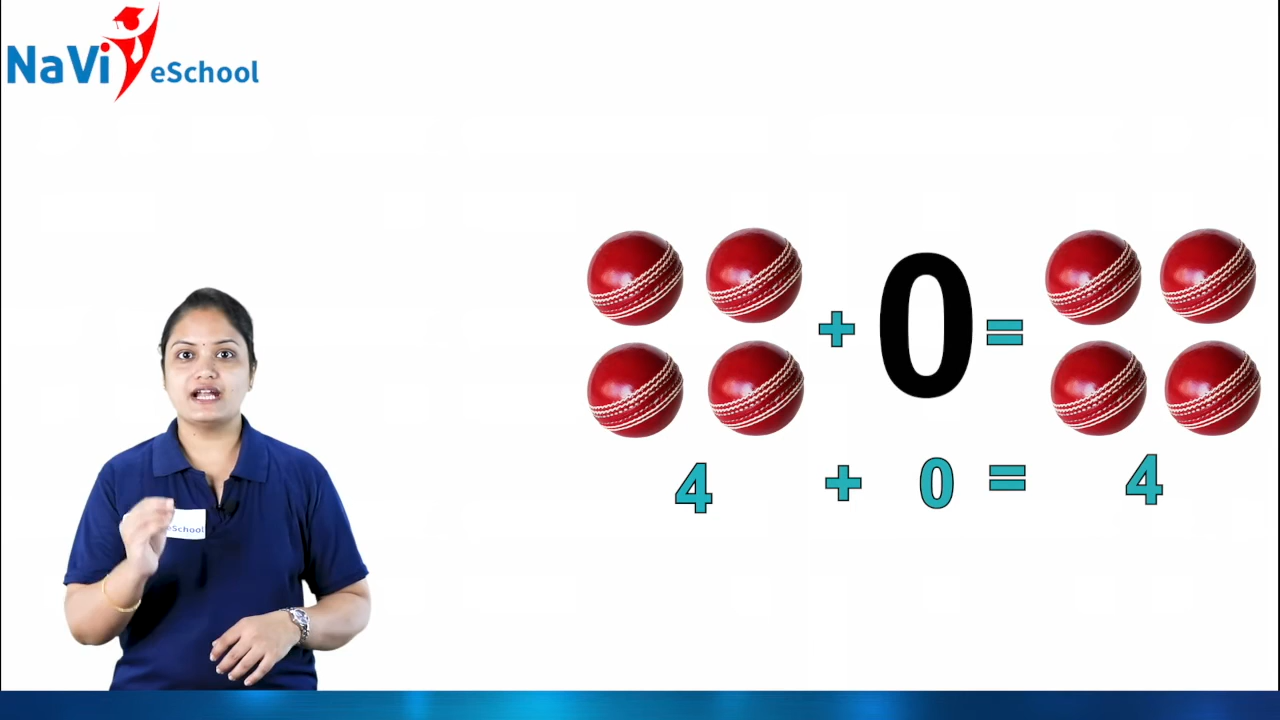 NaVi eSchool
+ 0 =
4 + 0 = 4
eSchool